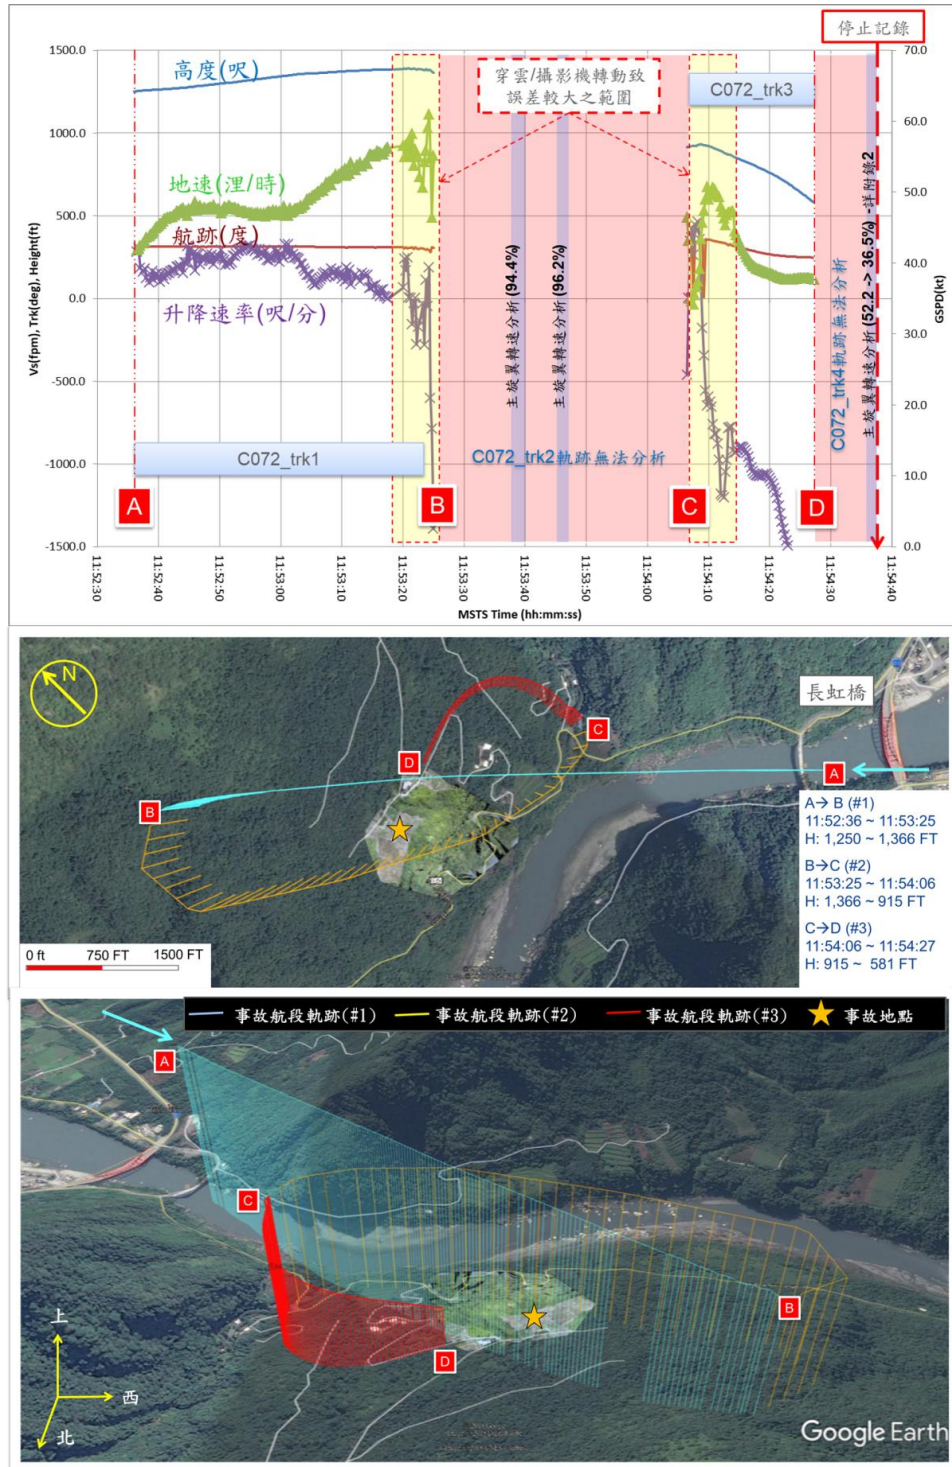 停止記錄
1500.0
70.0
高度(呎)
穿雲/攝影機轉動致
誤差較大之範圍
C072_trk3
1000.0
60.0
地速(浬/時)
50.0
500.0
航跡(度)
40.0
升降速率(呎/分)
0.0
30.0
-500.0
20.0
-1000.0
10.0
-1500.0
0.0
Vs(fpm), Trk(deg), Height(ft)
GSPD(kt)
主旋翼轉速分析(94.4%)
主旋翼轉速分析(96.2%)
C072_trk4軌跡無法分析
主旋翼轉速分析(52.2 -> 36.5%) -詳附錄2
C072_trk1
C072_trk2軌跡無法分析
A
B
C
D
11:52:30
11:52:40
11:52:50
11:53:00
11:53:10
11:53:20
11:53:30
11:53:40
11:53:50
11:54:00
11:54:10
11:54:20
11:54:30
11:54:40
MSTS Time (hh:mm:ss)
N
長虹橋
C
D
A
B
A→ B (#1)
11:52:36 ~ 11:53:25
H: 1,250 ~ 1,366 FT
B→C (#2)
11:53:25 ~ 11:54:06
H: 1,366 ~ 915 FT
C→D (#3)
11:54:06 ~ 11:54:27
H: 915 ~ 581 FT
0 ft 750 FT 1500 FT
事故航段軌跡(#1) 事故航段軌跡(#2) 事故航段軌跡(#3) 事故地點
A
C
B
D
上
西
北
Google Earth